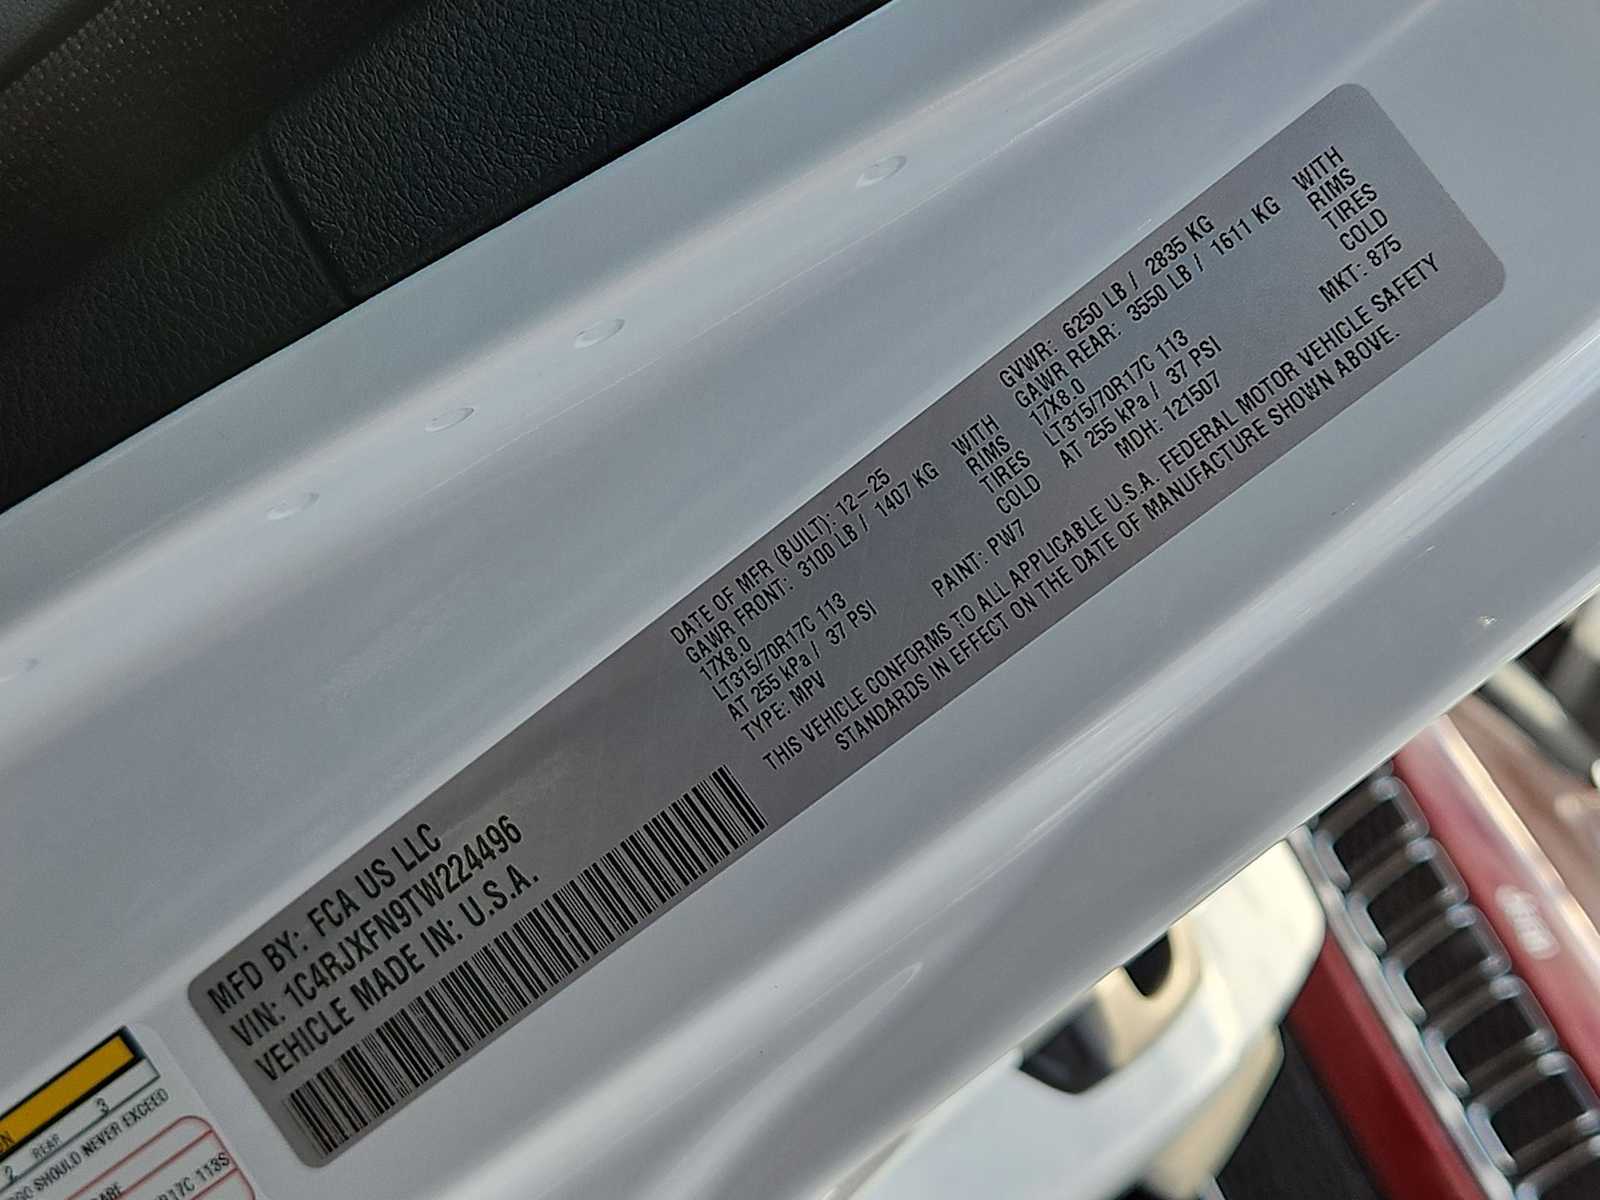 MFD BY: FCA US LLC
VIN: 1C4RJXFN9TW224496
VEHICLE MADE IN: U.S.A.
DATE OF MFR (BUILT): 12-25 GVWR: 6250 LB / 2835 KG
GAWR FRONT: 3100 LB / 1407 KG WITH GAWR REAR: 3550 LB / 1611 KG WITH
17X8.0 RIMS 17X8.0 RIMS
LT315/70R17C 113 TIRES LT315/70R17C 113 TIRES
AT 255 kPa / 37 PSI COLD AT 255 kPa / 37 PSI COLD
TYPE: MPV PAINT: PW7 MDH: 121507 MKT: 875
THIS VEHICLE CONFORMS TO ALL APPLICABLE U.S.A. FEDERAL MOTOR VEHICLE SAFETY
STANDARDS IN EFFECT ON THE DATE OF MANUFACTURE SHOWN ABOVE.
2 REAR 3
SHOULD NEVER EXCEED
R17C 113S